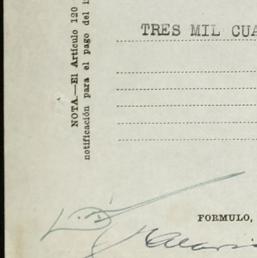 NOTA.—El Artículo 120
notificación para el pago del
TRES MIL CUA
FORMULO,